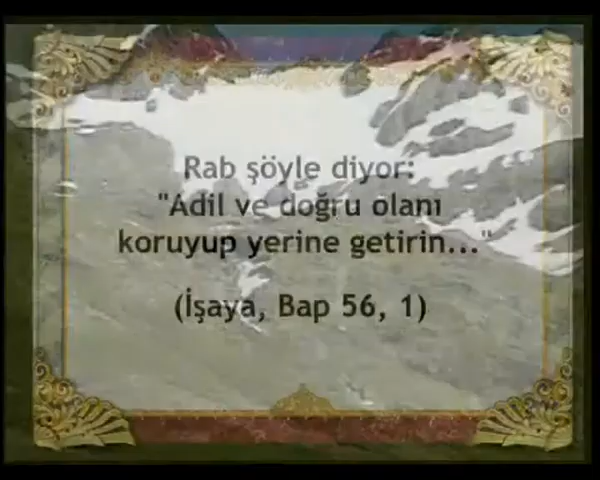 Rab şöyle diyor:
"Adil ve doğru olanı
koruyup yerine getirin..."
(İşaya, Bap 56, 1)